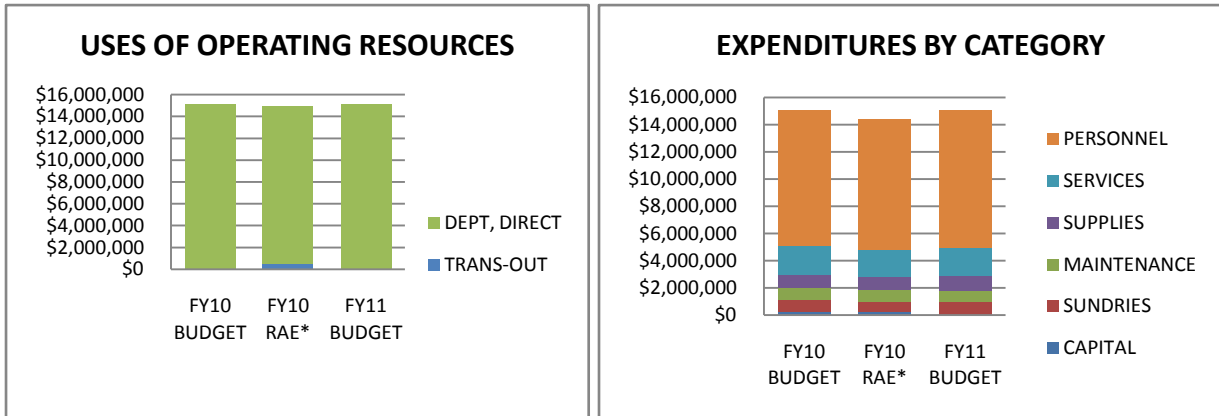 USES OF OPERATING RESOURCES
$16,000,000
$14,000,000
$12,000,000
$10,000,000
$8,000,000
$6,000,000
$4,000,000
$2,000,000
$0
FY10 BUDGET
FY10 RAE*
FY11 BUDGET
DEPT, DIRECT
TRANS-OUT
EXPENDITURES BY CATEGORY
$16,000,000
$14,000,000
$12,000,000
$10,000,000
$8,000,000
$6,000,000
$4,000,000
$2,000,000
$0
FY10 BUDGET
FY10 RAE*
FY11 BUDGET
PERSONNEL
SERVICES
SUPPLIES
MAINTENANCE
SUNDRIES
CAPITAL